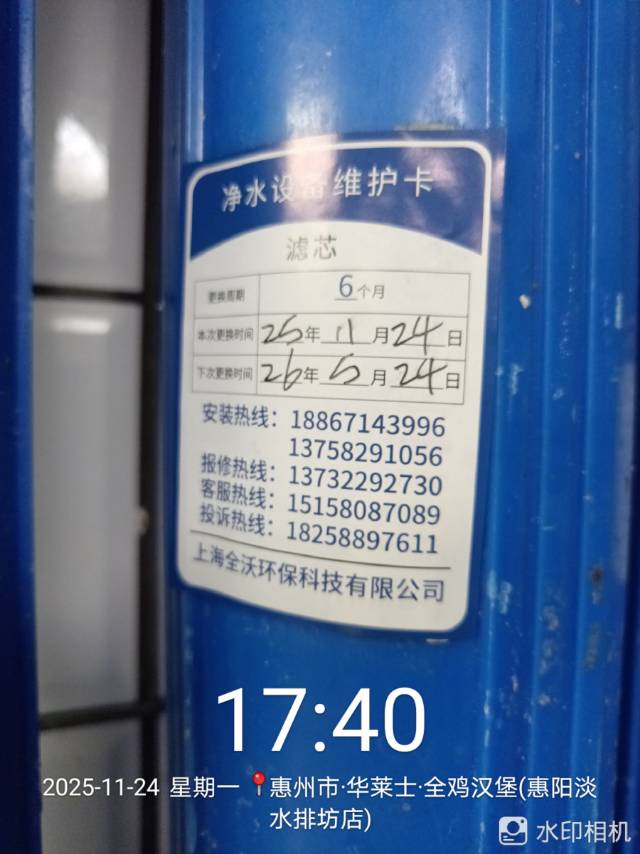 净水设备维护卡
滤芯
更换周期 6个月
本次更换时间 25年11月24日
下次更换时间 26年5月24日
安装热线：18867143996
13758291056
报修热线：13732292730
客服热线：15158087089
投诉热线：18258897611
上海全沃环保科技有限公司
17:40
2025-11-24 星期一 惠州市·华莱士·全鸡汉堡(惠阳淡
水排坊店)
水印相机